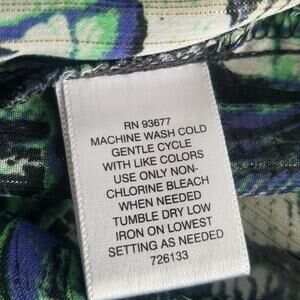 RN 93677
MACHINE WASH COLD
GENTLE CYCLE
WITH LIKE COLORS
USE ONLY NON-
CHLORINE BLEACH
WHEN NEEDED
TUMBLE DRY LOW
IRON ON LOWEST
SETTING AS NEEDED
726133